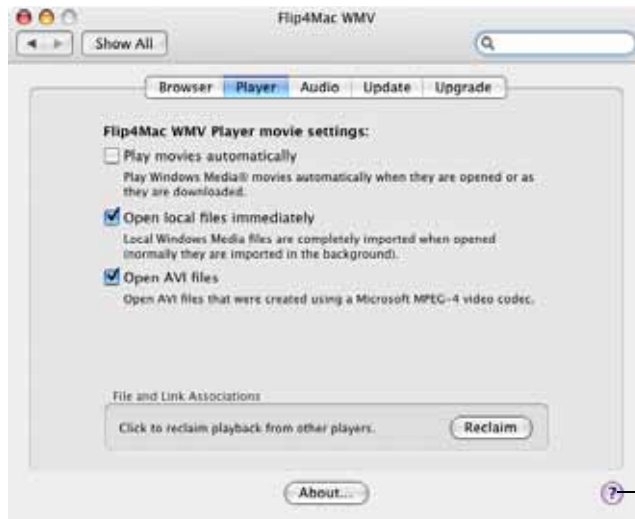 Flip4Mac WMV
Show All
Browser Player Audio Update Upgrade
Flip4Mac WMV Player movie settings:
Play movies automatically
Play Windows Media® movies automatically when they are opened or as
they are downloaded.
Open local files immediately
Local Windows Media files are completely imported when opened
(normally they are imported in the background).
Open AVI files
Open AVI files that were created using a Microsoft MPEG-4 video codec.
File and Link Associations
Click to reclaim playback from other players.
Reclaim
About...
?